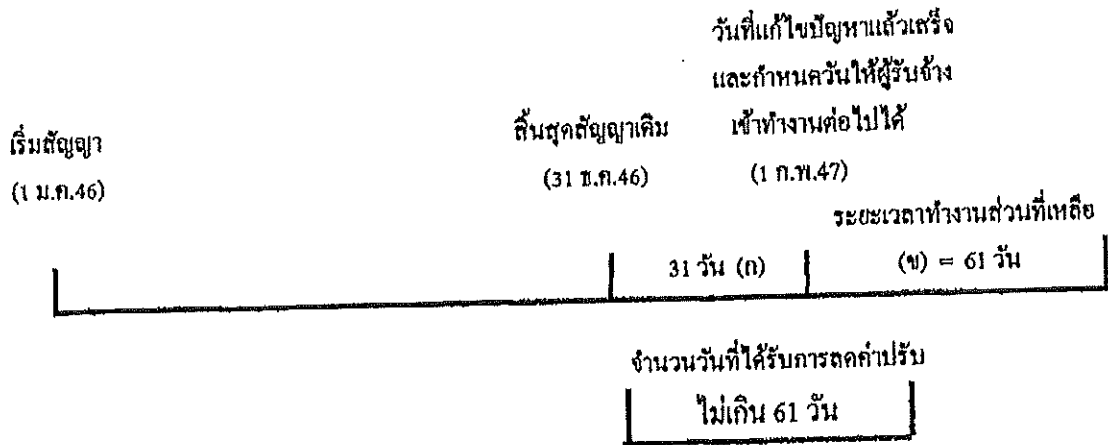 วันที่แก้ไขปัญหาแล้วเสร็จ
และกำหนดวันให้ผู้รับจ้าง
เข้าทำงานต่อไปได้
(1 ก.พ.47)
เริ่มสัญญา
(1 ม.ค.46)
สิ้นสุดสัญญาเดิม
(31 ธ.ค.46)
ระยะเวลาทำงานส่วนที่เหลือ
31 วัน (ก)
(ข) = 61 วัน
จำนวนวันที่ได้รับการลดค่าปรับ
ไม่เกิน 61 วัน